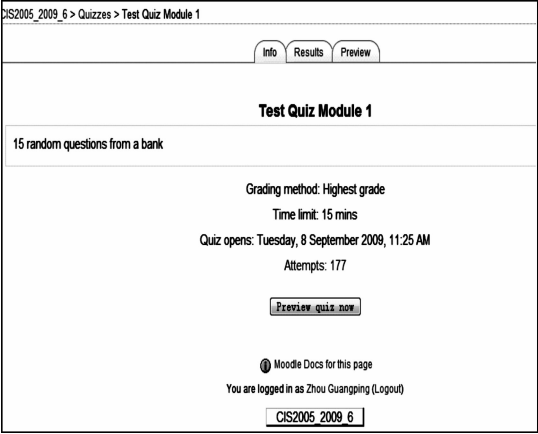 CIS2005_2009_6 > Quizzes > Test Quiz Module 1
Info Results Preview
Test Quiz Module 1
15 random questions from a bank
Grading method: Highest grade
Time limit: 15 mins
Quiz opens: Tuesday, 8 September 2009, 11:25 AM
Attempts: 177
Preview quiz now
Moodle Docs for this page
You are logged in as Zhou Guangping (Logout)
CIS2005_2009_6